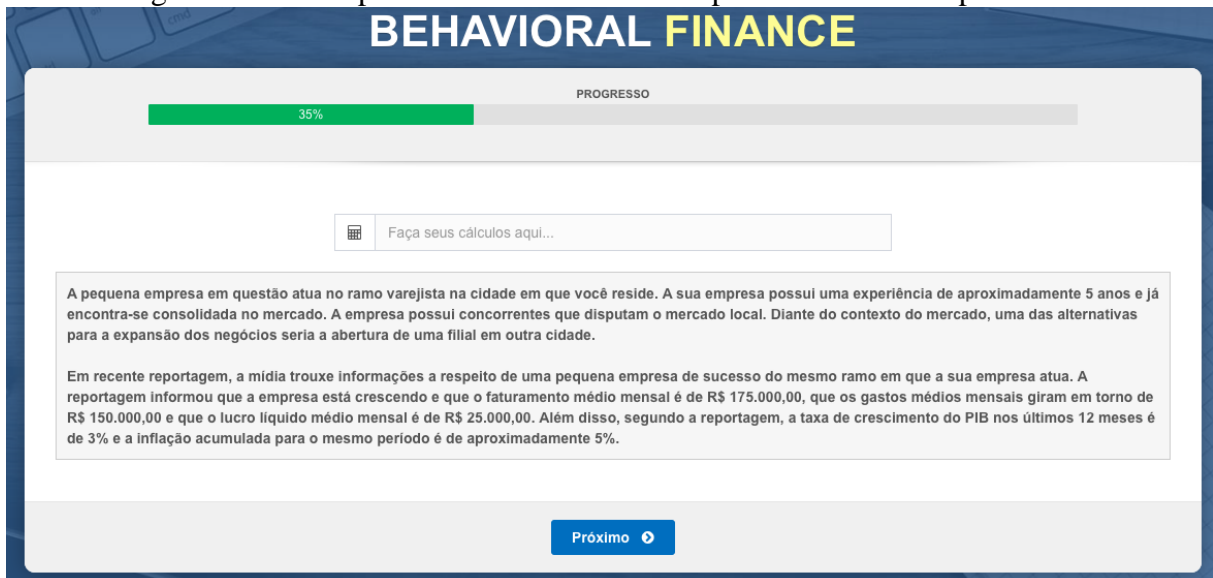 BEHAVIORAL FINANCE
PROGRESSO
35%
Faça seus cálculos aqui...
A pequena empresa em questão atua no ramo varejista na cidade em que você reside. A sua empresa possui uma experiência de aproximadamente 5 anos e já
encontra-se consolidada no mercado. A empresa possui concorrentes que disputam o mercado local. Diante do contexto do mercado, uma das alternativas
para a expansão dos negócios seria a abertura de uma filial em outra cidade.
Em recente reportagem, a mídia trouxe informações a respeito de uma pequena empresa de sucesso do mesmo ramo em que a sua empresa atua. A
reportagem informou que a empresa está crescendo e que o faturamento médio mensal é de R$ 175.000,00, que os gastos médios mensais giram em torno de
R$ 150.000,00 e que o lucro líquido médio mensal é de R$ 25.000,00. Além disso, segundo a reportagem, a taxa de crescimento do PIB nos últimos 12 meses é
de 3% e a inflação acumulada para o mesmo período é de aproximadamente 5%.
Próximo